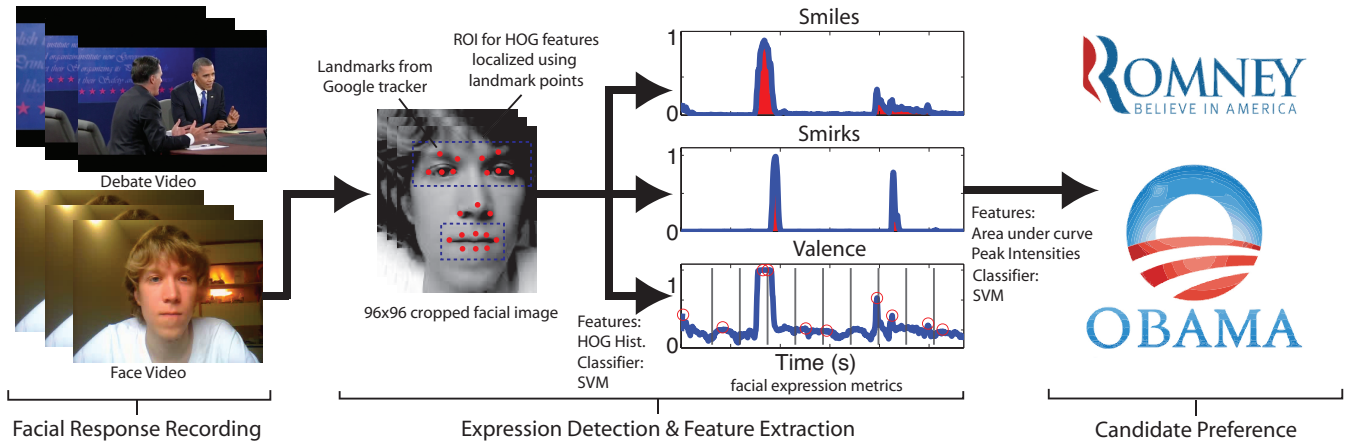 Debate Video
Face Video
Facial Response Recording
Landmarks from
Google tracker
ROI for HOG features
localized using
landmark points
96x96 cropped facial image
Features:
HOG Hist.
Classifier:
SVM
Smiles
1
0
Smirks
1
0
Valence
1
0
Time (s)
facial expression metrics
Expression Detection & Feature Extraction
Features:
Area under curve
Peak Intensities
Classifier:
SVM
ROMNEY
BELIEVE IN AMERICA
OBAMA
Candidate Preference